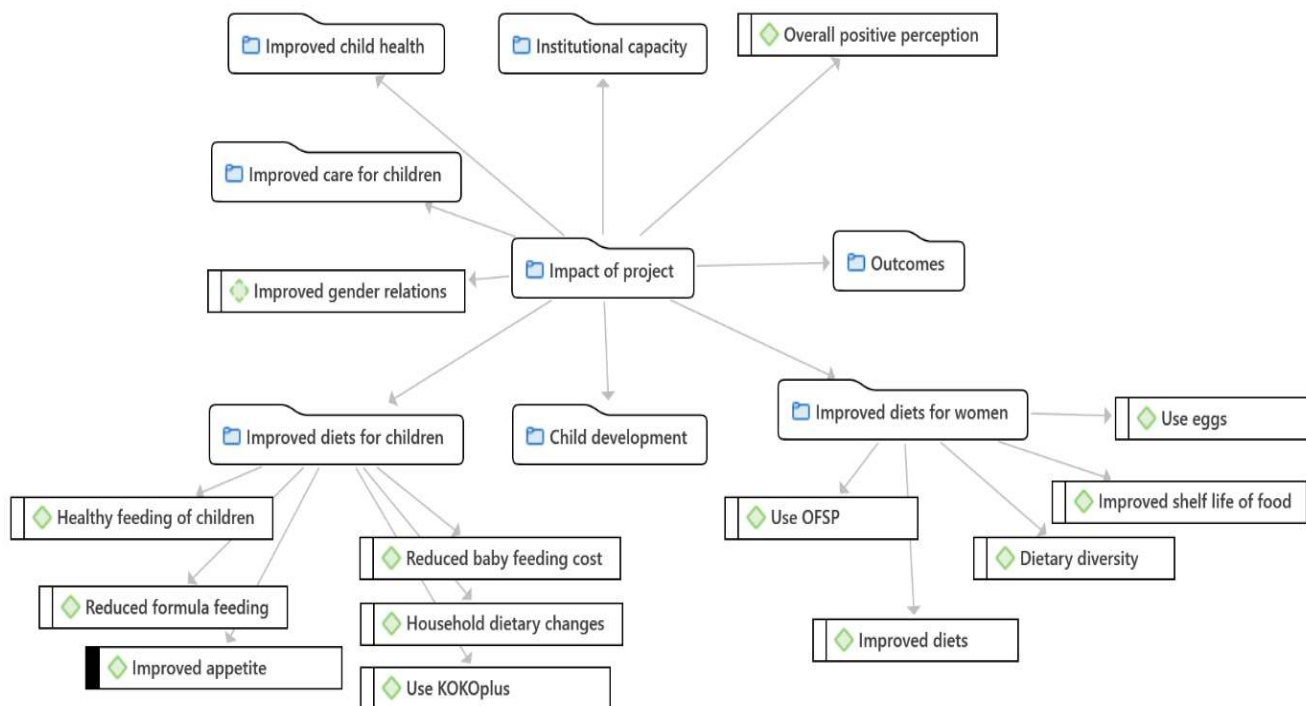 Improved child health
Institutional capacity
Overall positive perception
Improved care for children
Impact of project
Outcomes
Improved gender relations
Improved diets for children
Child development
Improved diets for women
Use eggs
Healthy feeding of children
Improved shelf life of food
Use OFSP
Reduced baby feeding cost
Dietary diversity
Reduced formula feeding
Household dietary changes
Improved diets
Improved appetite
Use KOKOplus